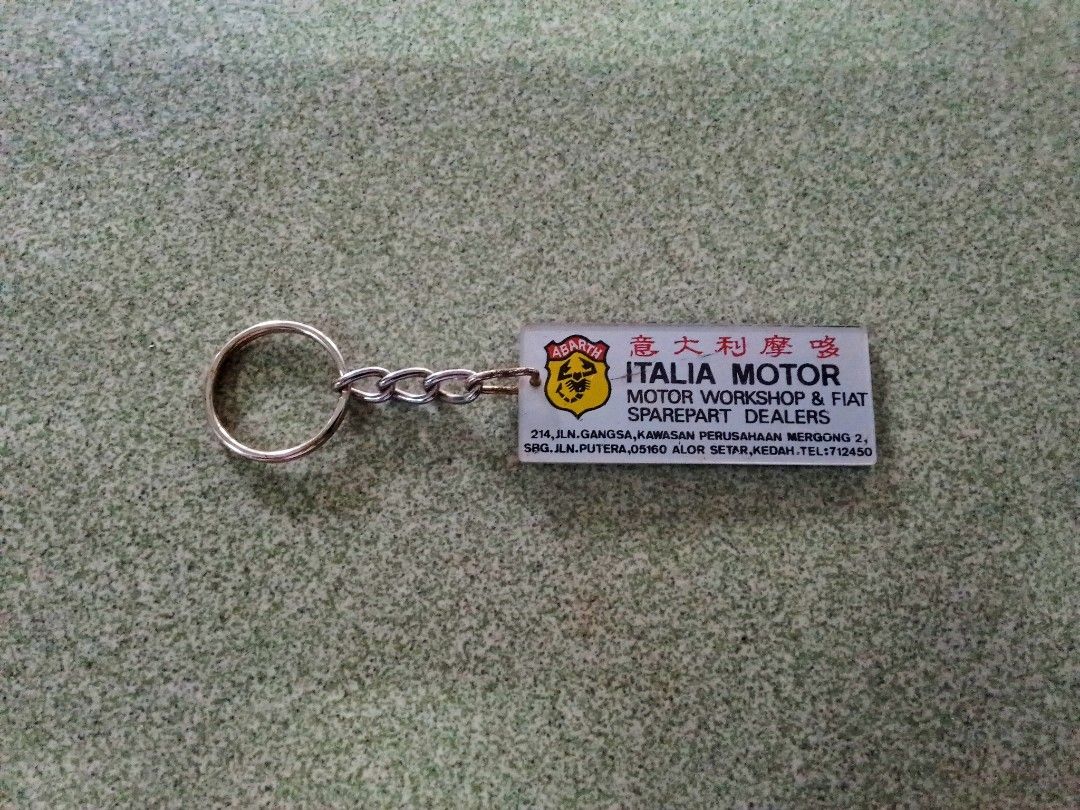 ABARTH
意大利摩哆
ITALIA MOTOR
MOTOR WORKSHOP & FIAT
SPAREPART DEALERS
214,JLN.GANGSA,KAWASAN PERUSAHAAN MERGONG 2,
SBG.JLN.PUTERA,05160 ALOR SETAR,KEDAH.TEL:712450